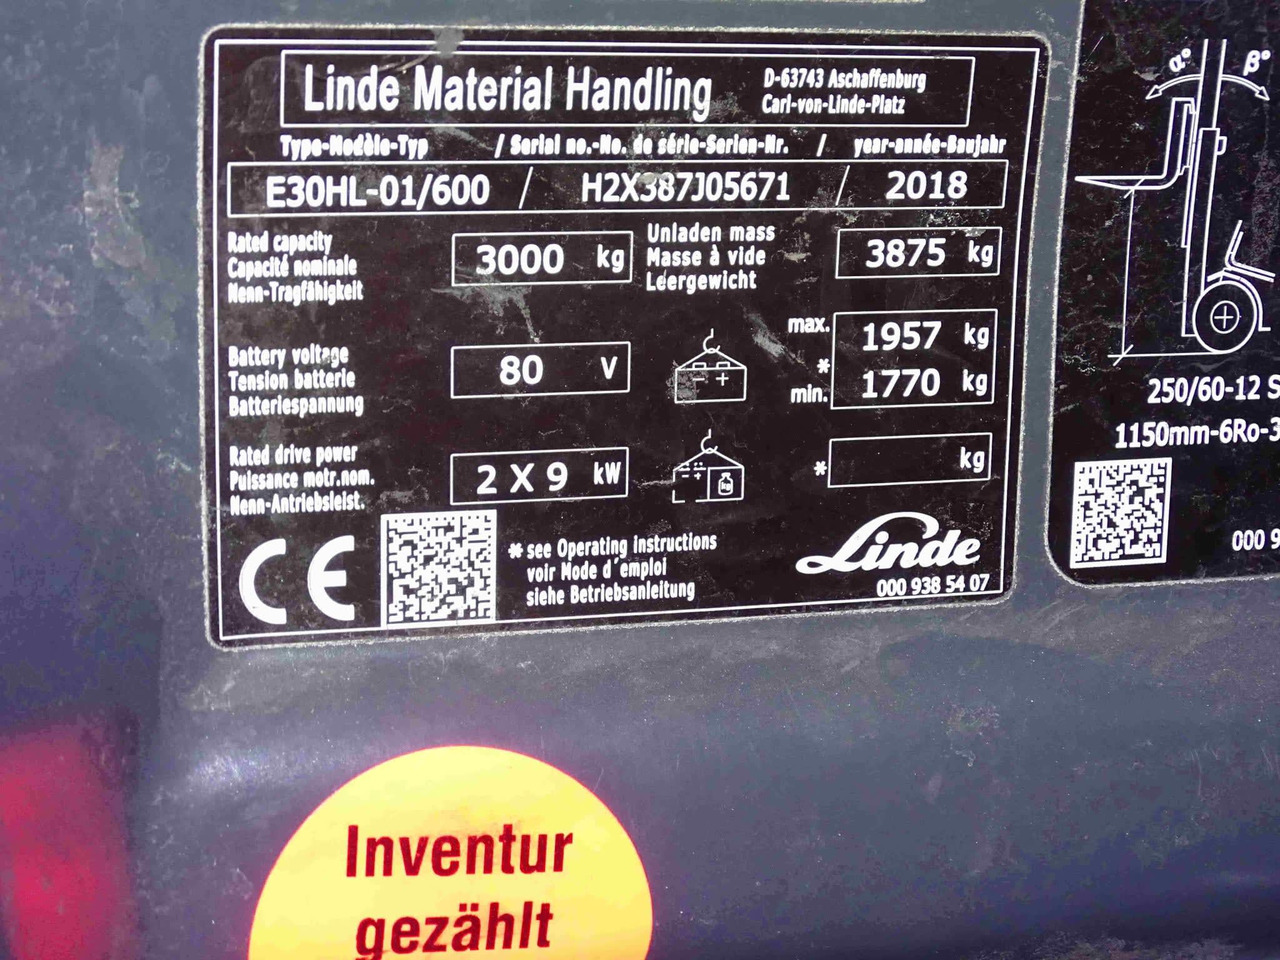 Linde Material Handling
D-63743 Aschaffenburg
Carl-von-Linde-Platz
Type-Modèle-Typ / Serial no.-No. de série-Serien-Nr. / year-année-Baujahr
E30HL-01/600 / H2X387J05671 / 2018
Rated capacity
Capacité nominale
Nenn-Tragfähigkeit
3000 kg
Unladen mass
Masse à vide
Leergewicht
3875 kg
Battery voltage
Tension batterie
Batteriespannung
80 V
- +
max.
*
min.
1957 kg
1770 kg
Rated drive power
Puissance motr.nom.
Nenn-Antriebsleist.
2 X 9 kW
* kg
CE
* see Operating instructions
voir Mode d'emploi
siehe Betriebsanleitung
Linde
000 938 54 07
α° β°
250/60-12 S
1150mm-6Ro-3
000 9
Inventur
gezählt